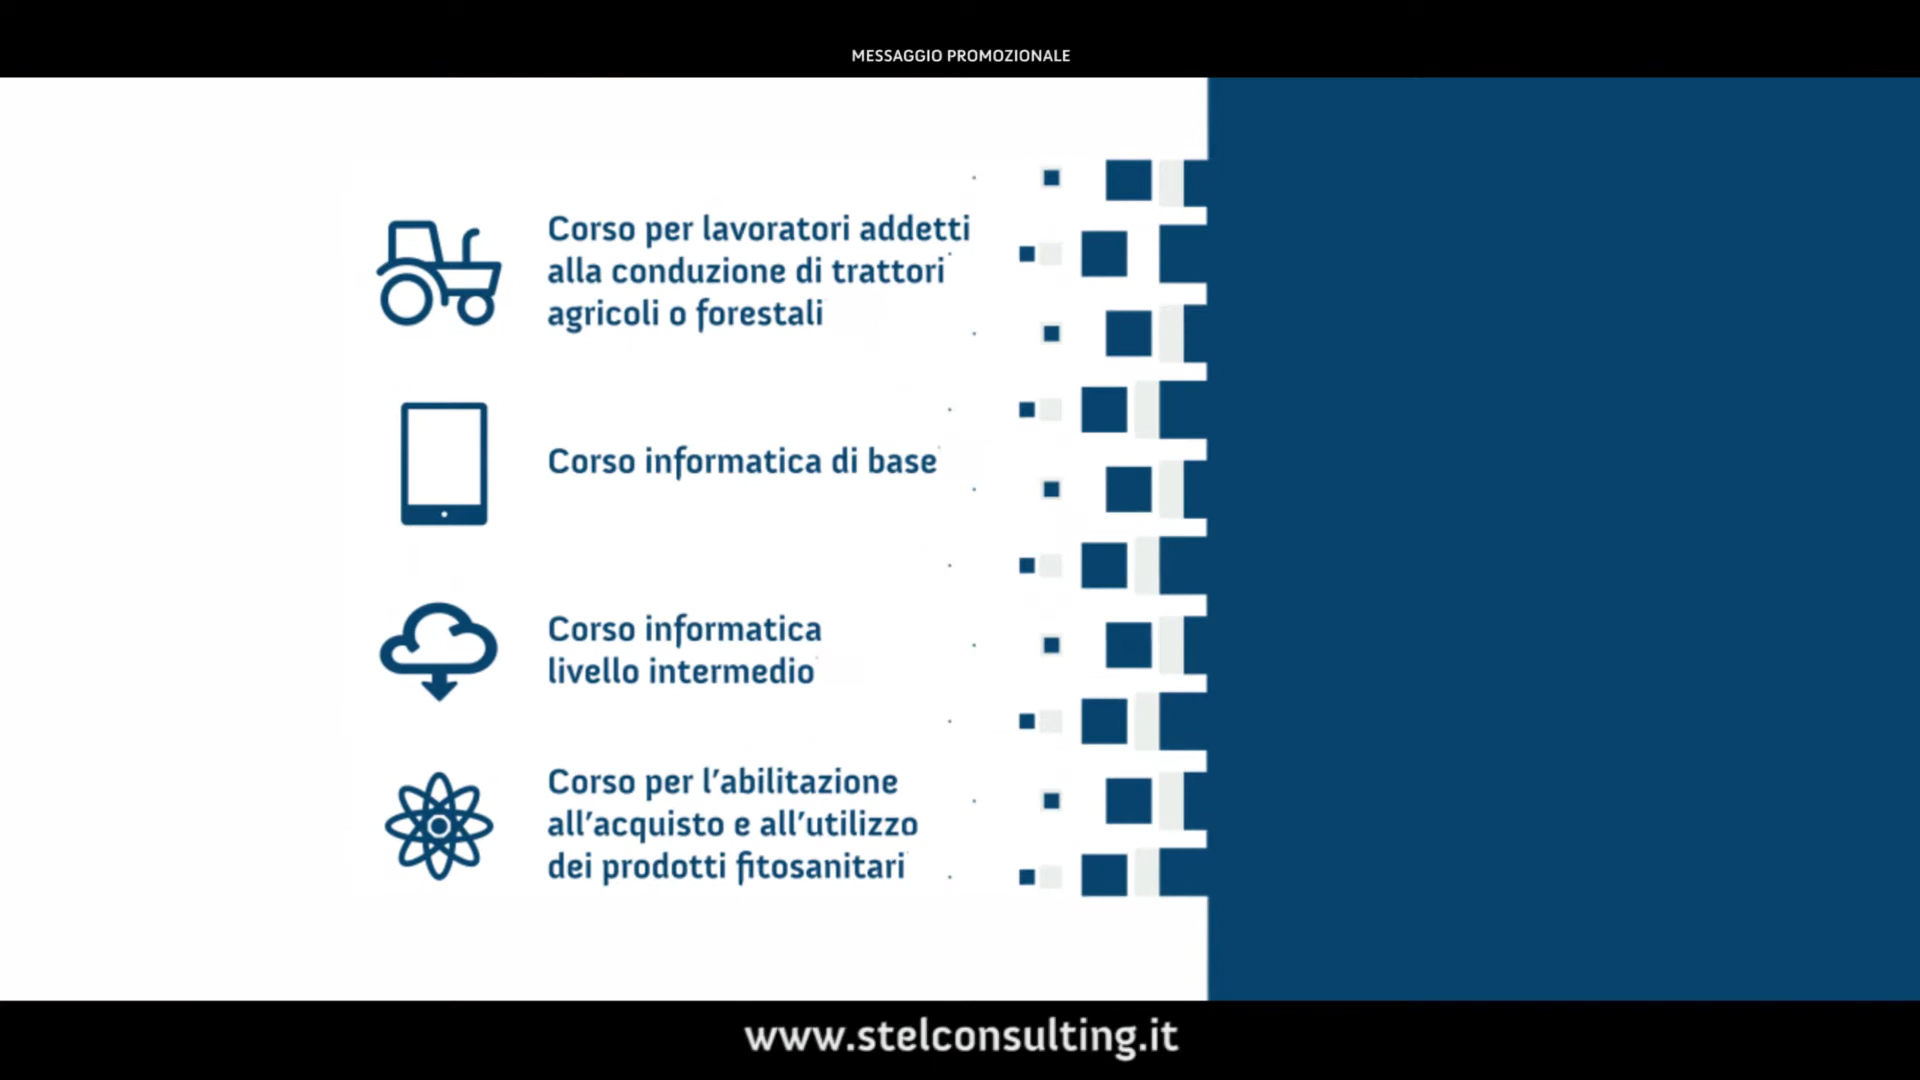 MESSAGGIO PROMOZIONALE
Corso per lavoratori addetti
alla conduzione di trattori
agricoli o forestali
Corso informatica di base
Corso informatica
livello intermedio
Corso per l’abilitazione
all’acquisto e all’utilizzo
dei prodotti fitosanitari
www.stelconsulting.it